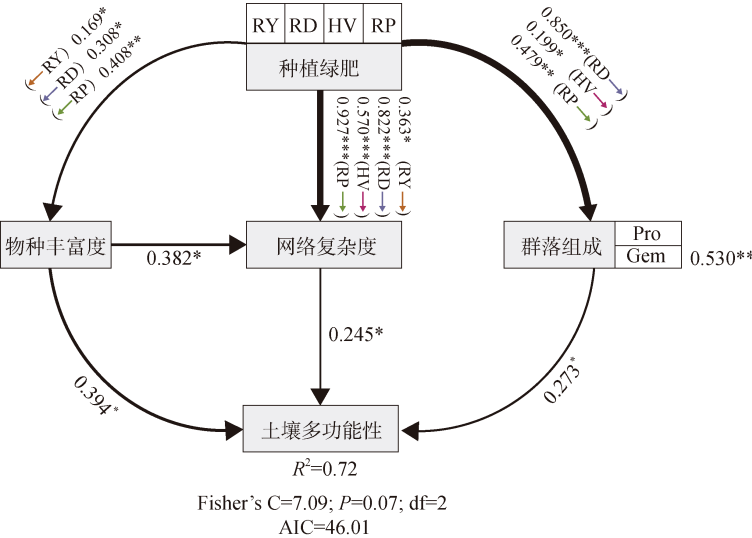 RY RD HV RP
种植绿肥
(RY) 0.169*
(RD) 0.308*
(RP) 0.408**
0.363* (RY)
0.822***(RD)
0.570***(HV)
0.927***(RP)
0.850***(RD)
0.199* (HV)
0.479** (RP)
物种丰富度
0.382*
网络复杂度
群落组成
Pro
Gem
0.530**
0.394*
0.245*
0.273*
土壤多功能性
R²=0.72
Fisher's C=7.09; P=0.07; df=2
AIC=46.01